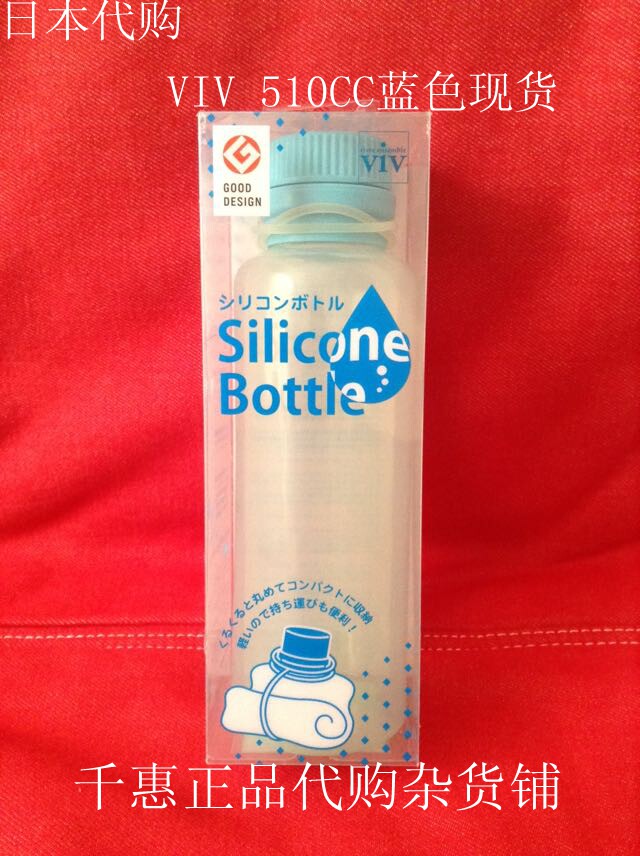 日本代购
VIV 510CC蓝色现货
GOOD
DESIGN
vivre ensemble
ViV
シリコンボトル
Silicone
Bottle
くるくると丸めてコンパクトに収納
軽いので持ち運びも便利！
千惠正品代购杂货铺